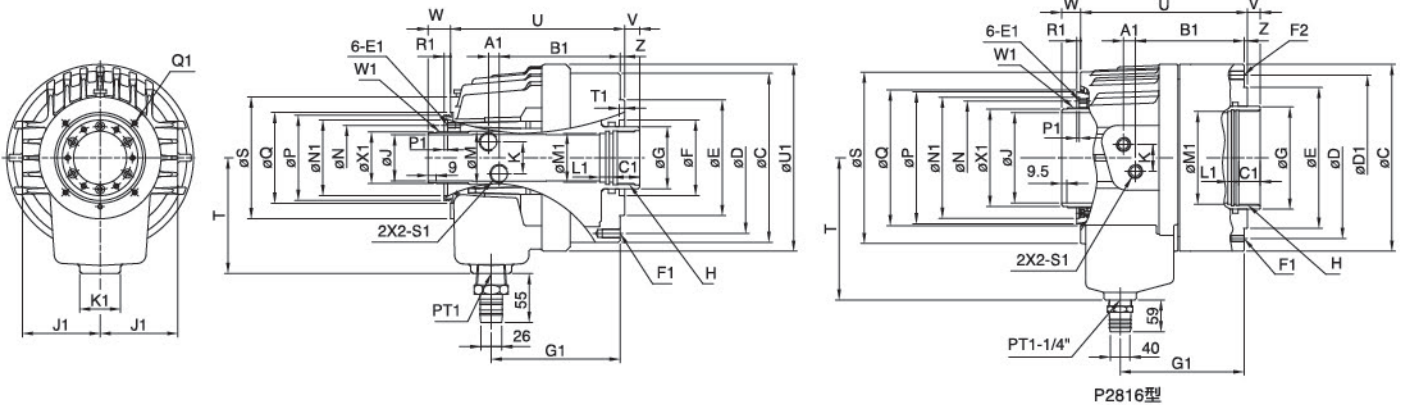 Q1
K1
J1
J1
W
U
V
R1
A1
B1
Z
6-E1
W1
T1
øS
øQ
øP
øN1
øN
øX1
øJ
P1
9
øM
K
øM1
L1
C1
øG
øF
øE
øD
øC
øU1
T
2X2-S1
F1
H
PT1
55
26
G1
W
U
V
R1
A1
B1
Z
F2
6-E1
W1
øS
øQ
øP
øN1
øN
øX1
øJ
P1
9.5
K
øM1
L1
C1
øG
øE
øD
øD1
øC
T
2X2-S1
F1
H
PT1-1/4"
59
40
G1
P2816型